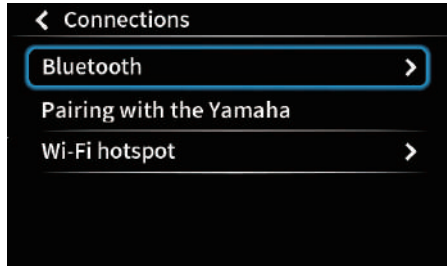 Connections
Bluetooth
Pairing with the Yamaha
Wi-Fi hotspot